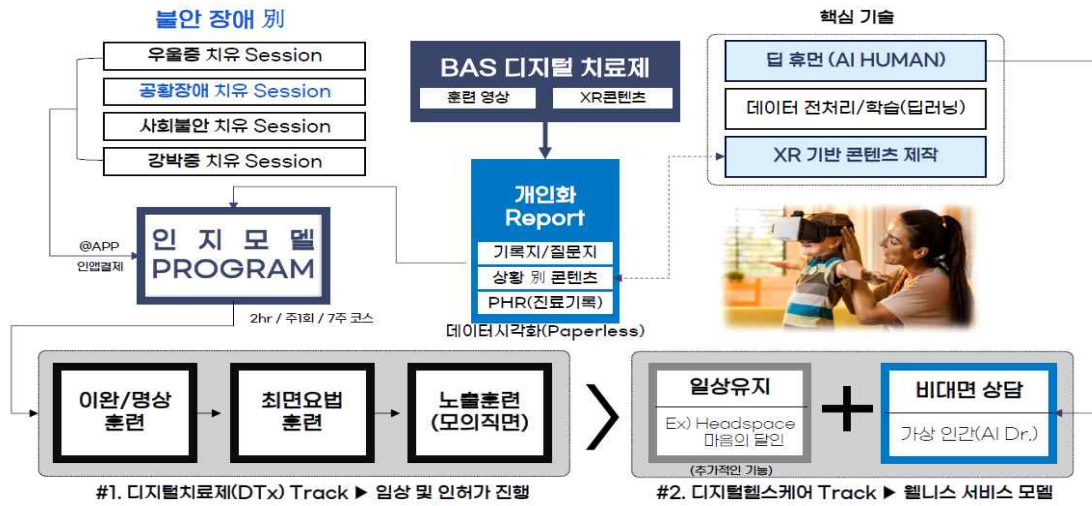 불안 장애 別
우울증 치유 Session
공황장애 치유 Session
사회불안 치유 Session
강박증 치유 Session
@APP
인앱결제
인 지 모 델
PROGRAM
2hr / 주1회 / 7주 코스
BAS 디지털 치료제
훈련 영상
XR콘텐츠
개인화
Report
기록지/질문지
상황 別 콘텐츠
PHR(진료기록)
데이터시각화(Paperless)
핵심 기술
딥 휴먼 (AI HUMAN)
데이터 전처리/학습(딥러닝)
XR 기반 콘텐츠 제작
이완/명상
훈련
최면요법
훈련
노출훈련
(모의직면)
일상유지
Ex) Headspace
마음의 달인
(추가적인 기능)
비대면 상담
가상 인간(AI Dr.)
#1. 디지털치료제(DTx) Track ▶ 임상 및 인허가 진행
#2. 디지털헬스케어 Track ▶ 웰니스 서비스 모델